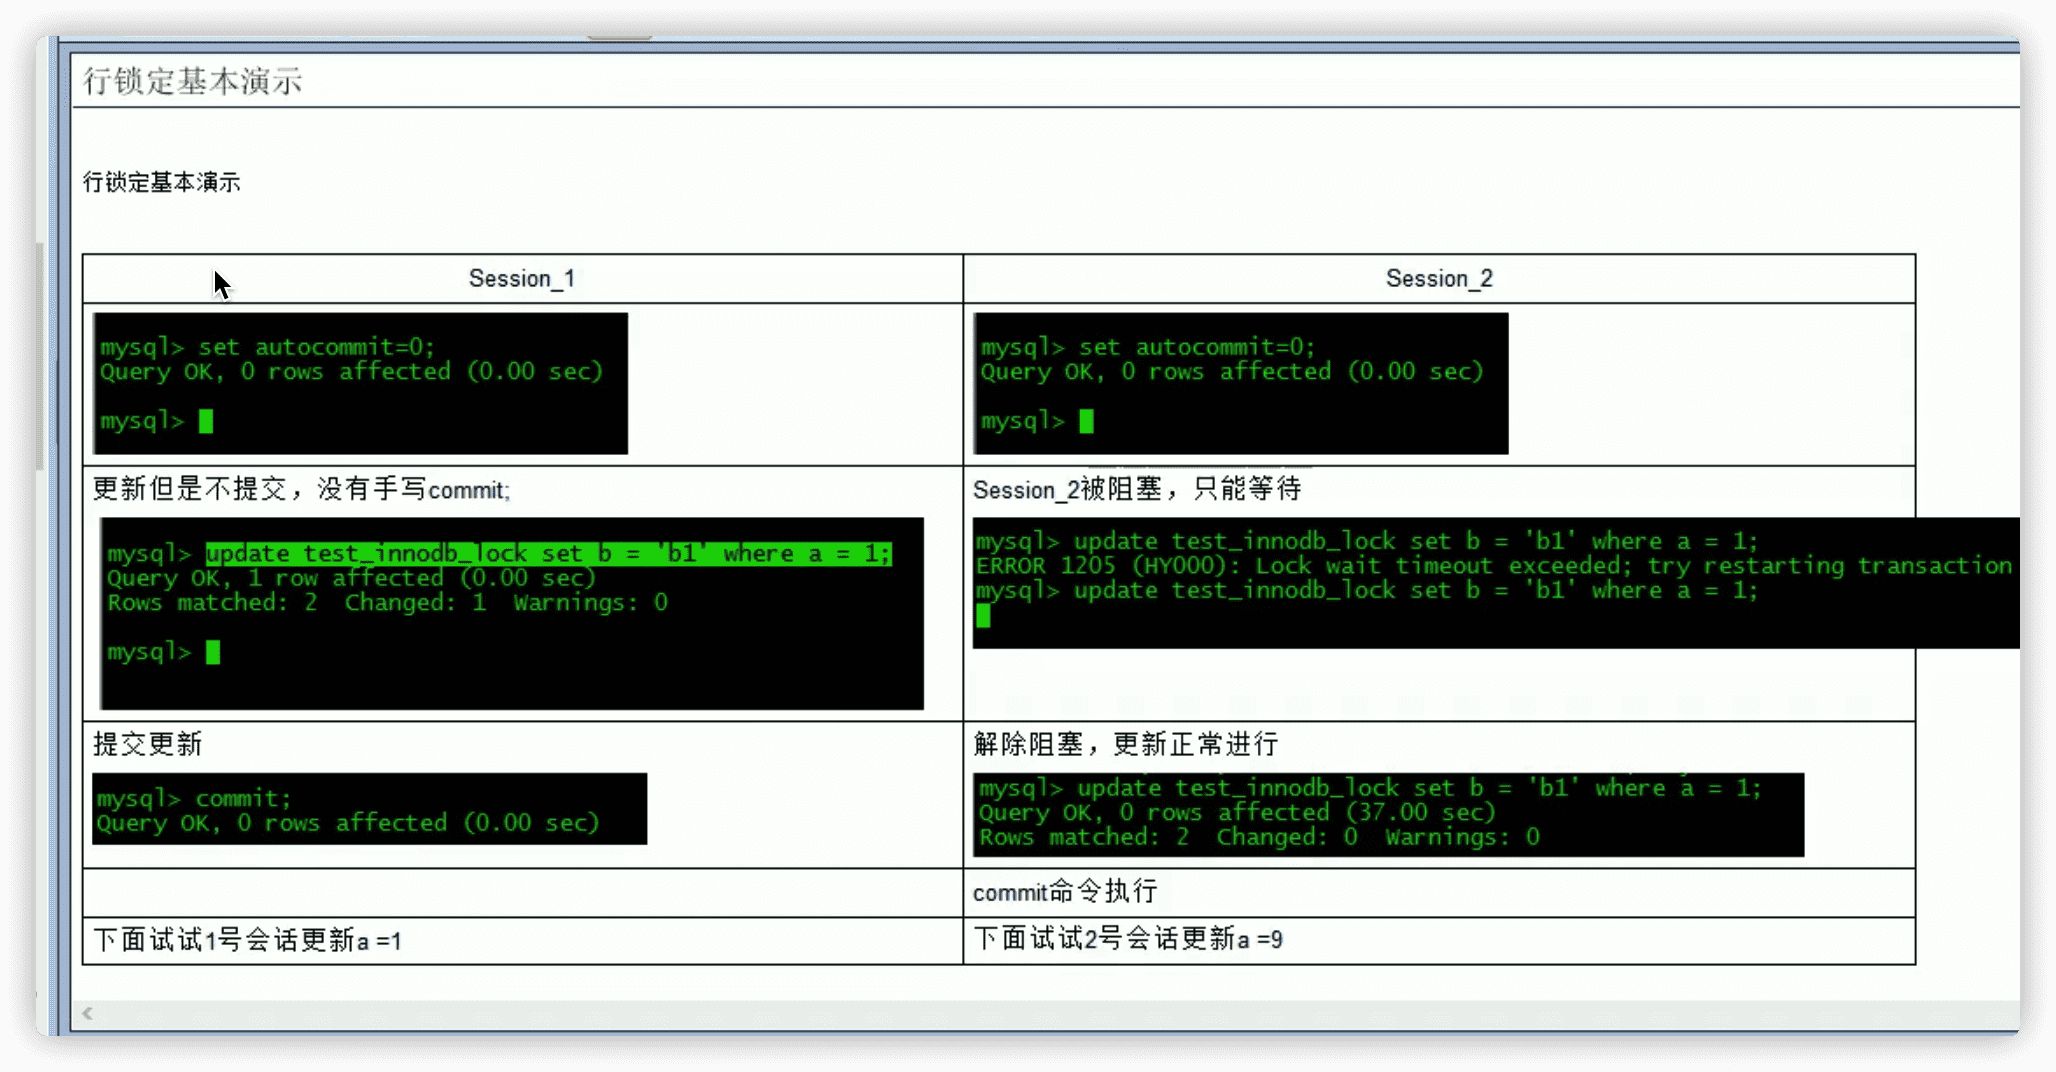 行锁定基本演示
行锁定基本演示
Session_1
Session_2
mysql> set autocommit=0;
Query OK, 0 rows affected (0.00 sec)
mysql>
mysql> set autocommit=0;
Query OK, 0 rows affected (0.00 sec)
mysql>
更新但是不提交，没有手写commit;
mysql> update test_innodb_lock set b = 'b1' where a = 1;
Query OK, 1 row affected (0.00 sec)
Rows matched: 2  Changed: 1  Warnings: 0
mysql>
Session_2被阻塞，只能等待
mysql> update test_innodb_lock set b = 'b1' where a = 1;
ERROR 1205 (HY000): Lock wait timeout exceeded; try restarting transaction
mysql> update test_innodb_lock set b = 'b1' where a = 1;
提交更新
mysql> commit;
Query OK, 0 rows affected (0.00 sec)
解除阻塞，更新正常进行
mysql> update test_innodb_lock set b = 'b1' where a = 1;
Query OK, 0 rows affected (37.00 sec)
Rows matched: 2  Changed: 0  Warnings: 0
commit命令执行
下面试试1号会话更新a =1
下面试试2号会话更新a =9